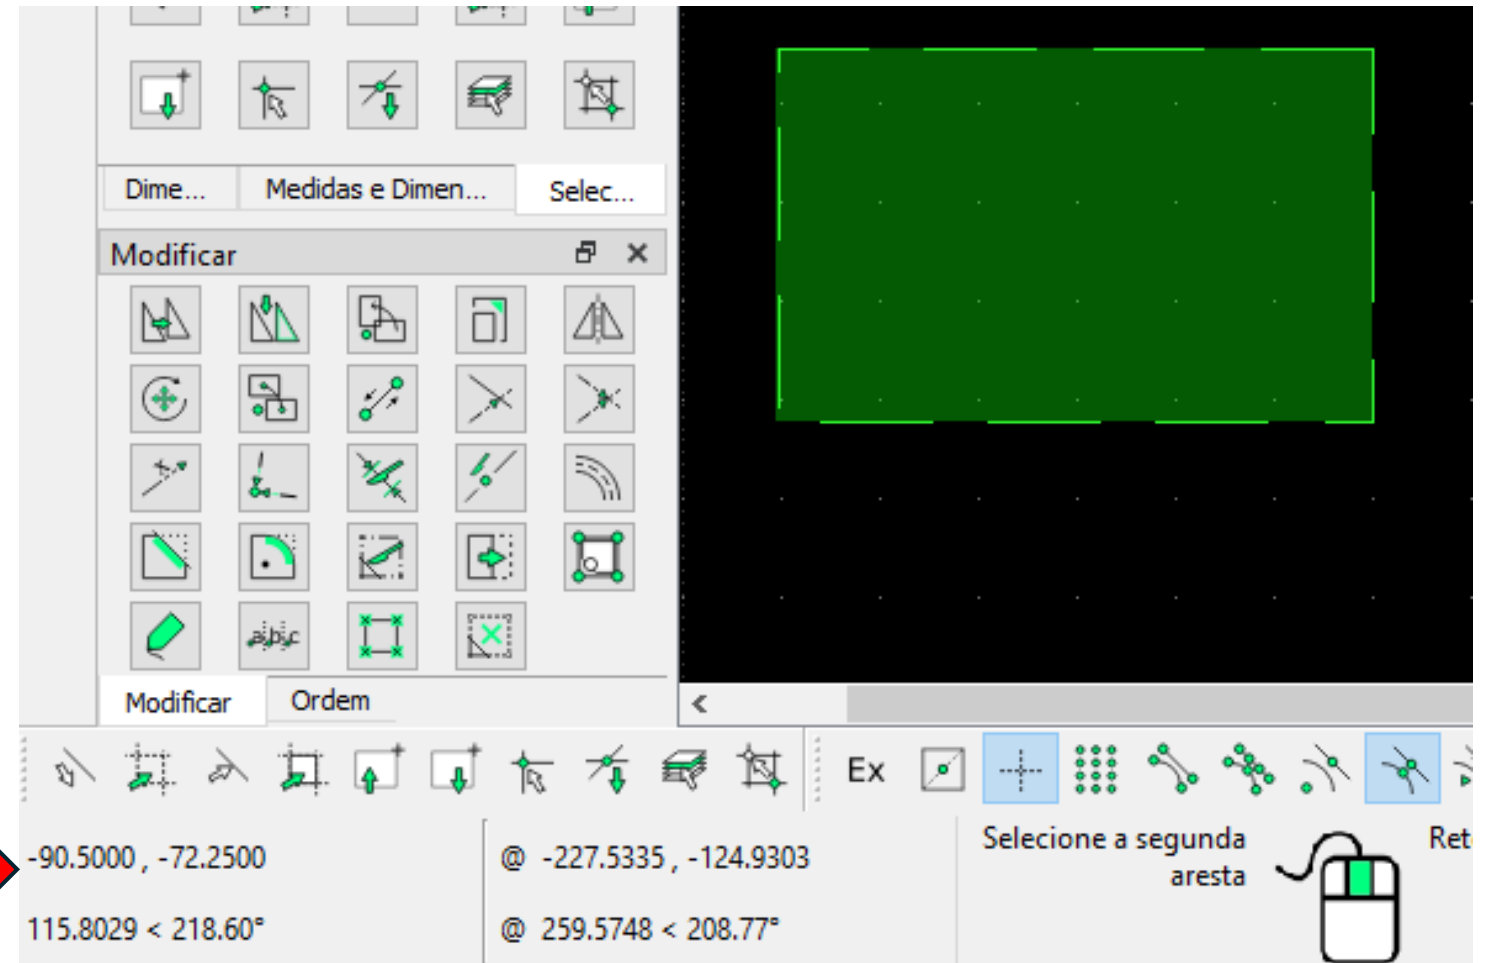 Dime...
Medidas e Dimen...
Selec...
Modificar
a¦b¦c
Modificar
Ordem
Ex
-90.5000 , -72.2500
115.8029 < 218.60°
@ -227.5335 , -124.9303
@ 259.5748 < 208.77°
Selecione a segunda
aresta
Ret